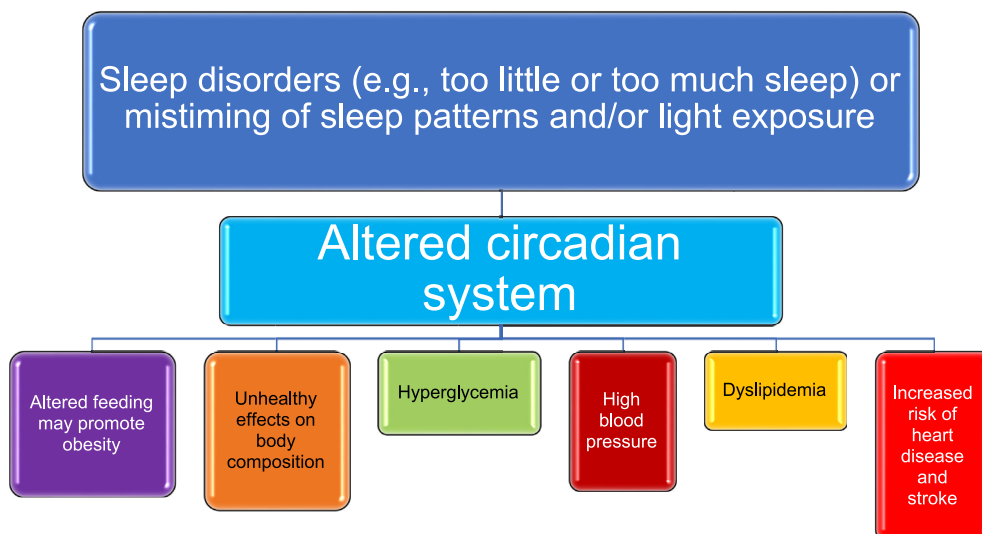 Sleep disorders (e.g., too little or too much sleep) or
mistiming of sleep patterns and/or light exposure
Altered circadian
system
Altered feeding
may promote
obesity
Unhealthy
effects on
body
composition
Hyperglycemia
High
blood
pressure
Dyslipidemia
Increased
risk of
heart
disease
and
stroke